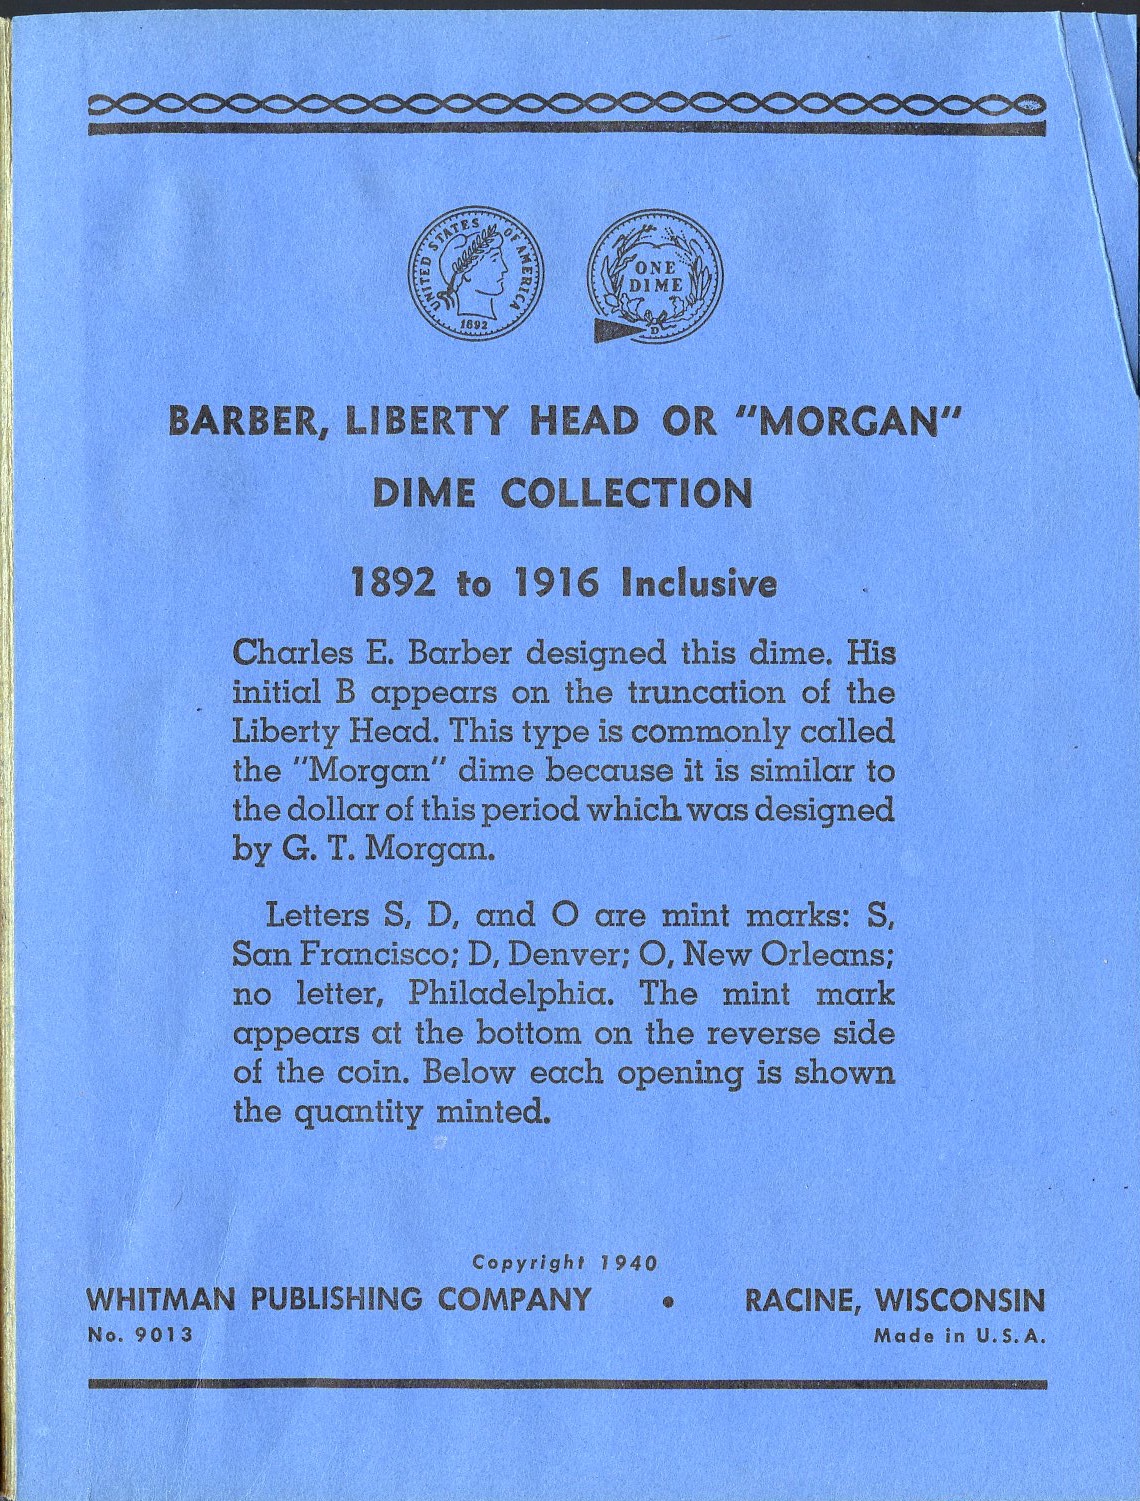 UNITED STATES OF AMERICA
1892
ONE
DIME
D
BARBER, LIBERTY HEAD OR "MORGAN"
DIME COLLECTION
1892 to 1916 Inclusive
Charles E. Barber designed this dime. His
initial B appears on the truncation of the
Liberty Head. This type is commonly called
the "Morgan" dime because it is similar to
the dollar of this period which was designed
by G. T. Morgan.
Letters S, D, and O are mint marks: S,
San Francisco; D, Denver; O, New Orleans;
no letter, Philadelphia. The mint mark
appears at the bottom on the reverse side
of the coin. Below each opening is shown
the quantity minted.
Copyright 1940
WHITMAN PUBLISHING COMPANY • RACINE, WISCONSIN
No. 9013 Made in U.S.A.